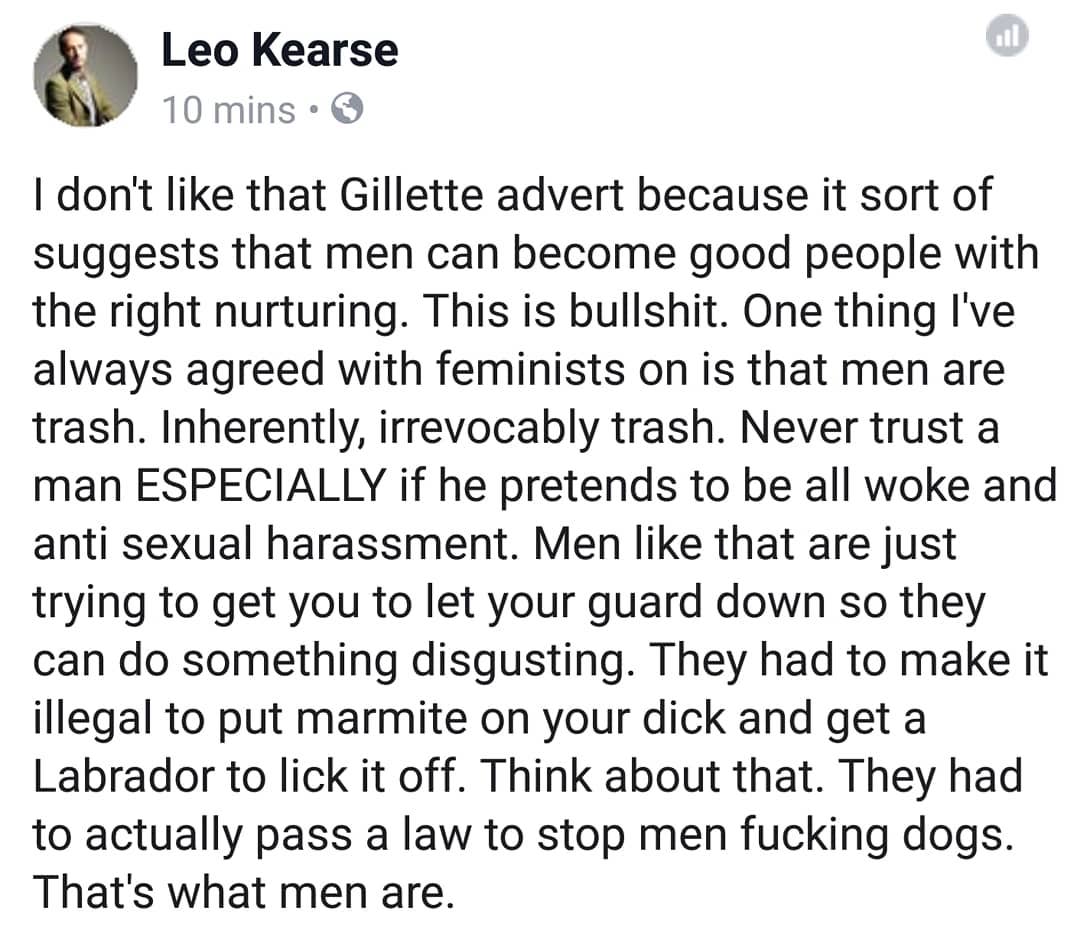 Leo Kearse
10 mins •
I don't like that Gillette advert because it sort of
suggests that men can become good people with
the right nurturing. This is bullshit. One thing I've
always agreed with feminists on is that men are
trash. Inherently, irrevocably trash. Never trust a
man ESPECIALLY if he pretends to be all woke and
anti sexual harassment. Men like that are just
trying to get you to let your guard down so they
can do something disgusting. They had to make it
illegal to put marmite on your dick and get a
Labrador to lick it off. Think about that. They had
to actually pass a law to stop men fucking dogs.
That's what men are.